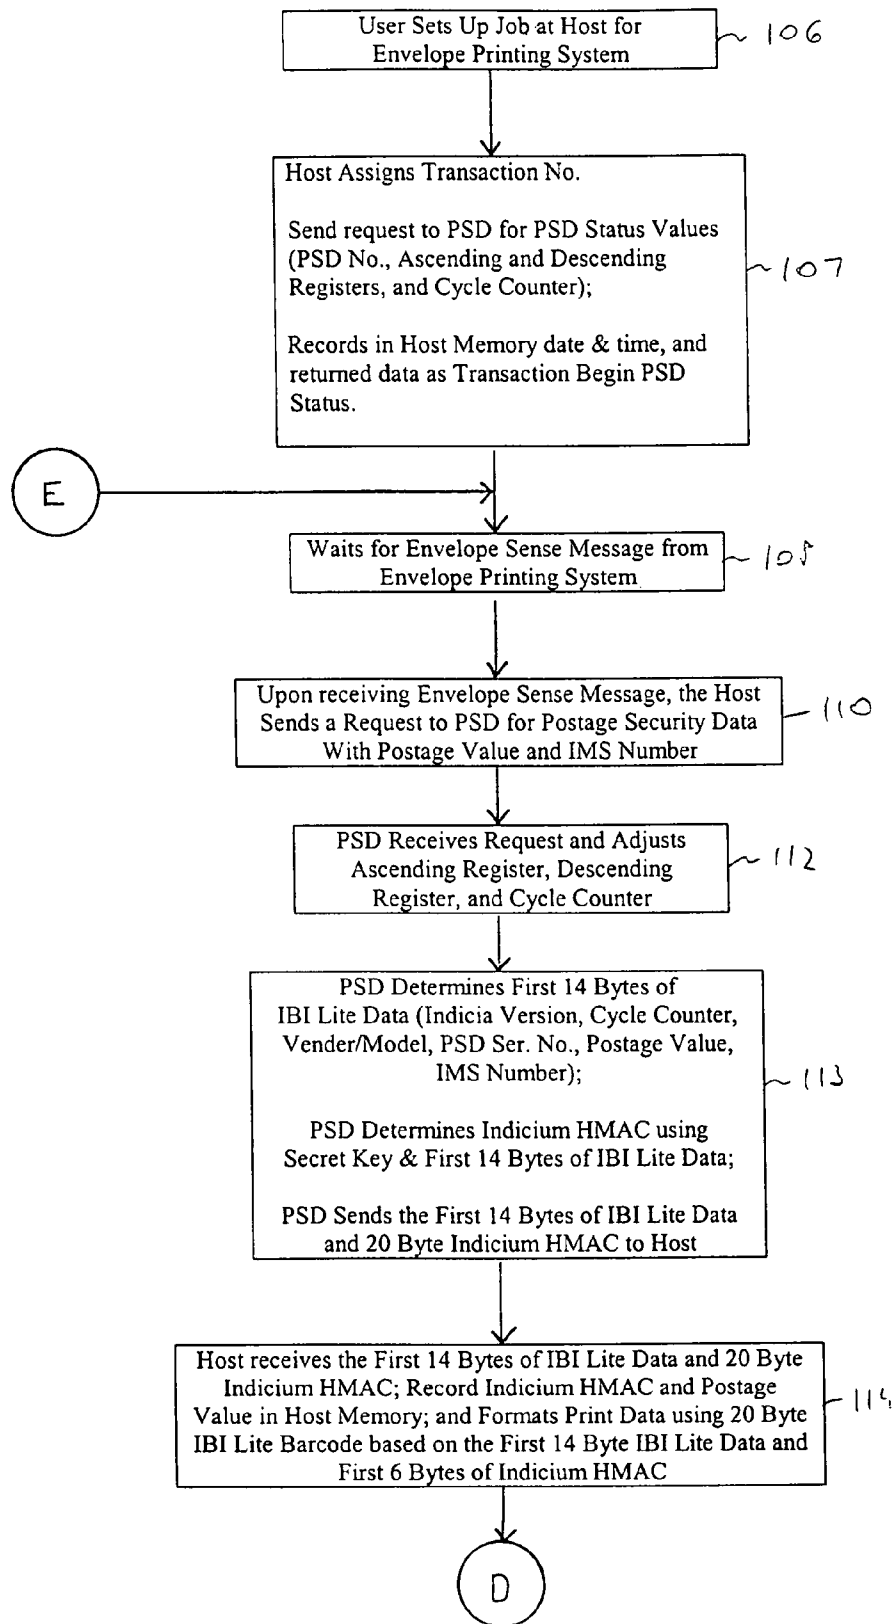 User Sets Up Job at Host for
Envelope Printing System
106
Host Assigns Transaction No.
Send request to PSD for PSD Status Values
(PSD No., Ascending and Descending
Registers, and Cycle Counter);
Records in Host Memory date & time, and
returned data as Transaction Begin PSD
Status.
107
E
Waits for Envelope Sense Message from
Envelope Printing System
108
Upon receiving Envelope Sense Message, the Host
Sends a Request to PSD for Postage Security Data
With Postage Value and IMS Number
110
PSD Receives Request and Adjusts
Ascending Register, Descending
Register, and Cycle Counter
112
PSD Determines First 14 Bytes of
IBI Lite Data (Indicia Version, Cycle Counter,
Vender/Model, PSD Ser. No., Postage Value,
IMS Number);
PSD Determines Indicium HMAC using
Secret Key & First 14 Bytes of IBI Lite Data;
PSD Sends the First 14 Bytes of IBI Lite Data
and 20 Byte Indicium HMAC to Host
113
Host receives the First 14 Bytes of IBI Lite Data and 20 Byte
Indicium HMAC; Record Indicium HMAC and Postage
Value in Host Memory; and Formats Print Data using 20 Byte
IBI Lite Barcode based on the First 14 Byte IBI Lite Data and
First 6 Bytes of Indicium HMAC
114
D